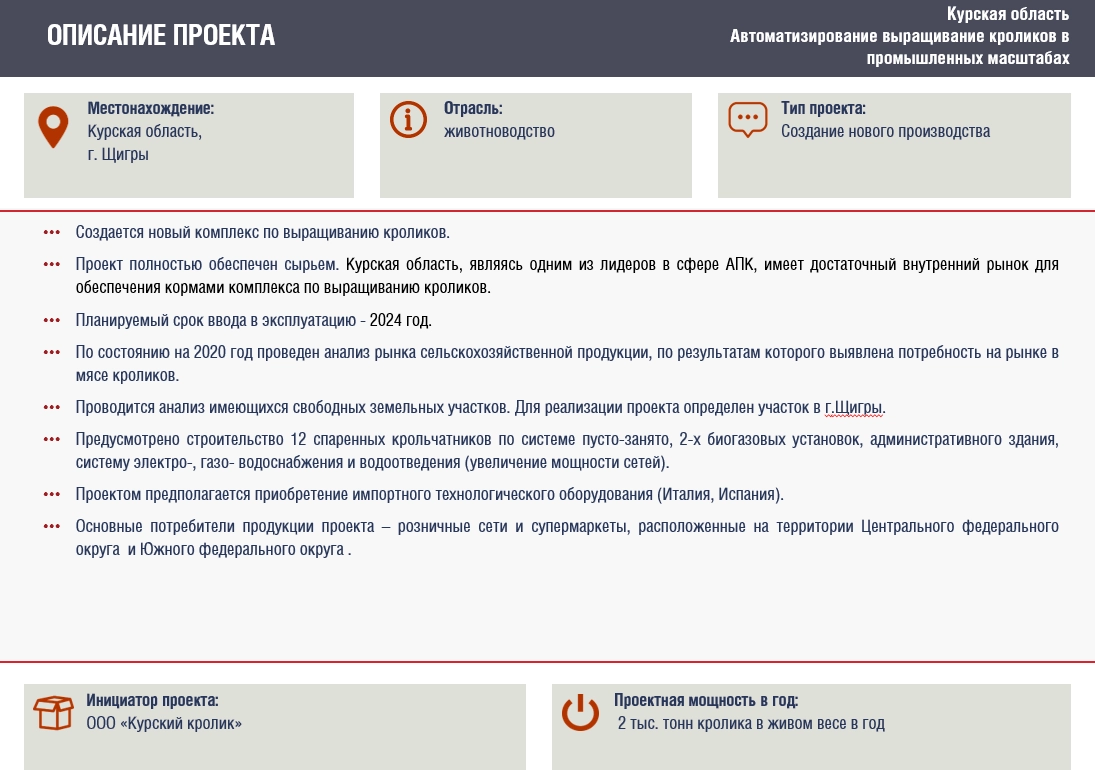 ОПИСАНИЕ ПРОЕКТА
Курская область
Автоматизирование выращивание кроликов в
промышленных масштабах
Местонахождение:
Курская область,
г. Щигры
Отрасль:
животноводство
Тип проекта:
Создание нового производства
Создается новый комплекс по выращиванию кроликов.
Проект полностью обеспечен сырьем. Курская область, являясь одним из лидеров в сфере АПК, имеет достаточный внутренний рынок для
обеспечения кормами комплекса по выращиванию кроликов.
Планируемый срок ввода в эксплуатацию - 2024 год.
По состоянию на 2020 год проведен анализ рынка сельскохозяйственной продукции, по результатам которого выявлена потребность на рынке в
мясе кроликов.
Проводится анализ имеющихся свободных земельных участков. Для реализации проекта определен участок в г.Щигры.
Предусмотрено строительство 12 спаренных крольчатников по системе пусто-занято, 2-х биогазовых установок, административного здания,
систему электро-, газо- водоснабжения и водоотведения (увеличение мощности сетей).
Проектом предполагается приобретение импортного технологического оборудования (Италия, Испания).
Основные потребители продукции проекта – розничные сети и супермаркеты, расположенные на территории Центрального федерального
округа и Южного федерального округа .
Инициатор проекта:
ООО «Курский кролик»
Проектная мощность в год:
2 тыс. тонн кролика в живом весе в год